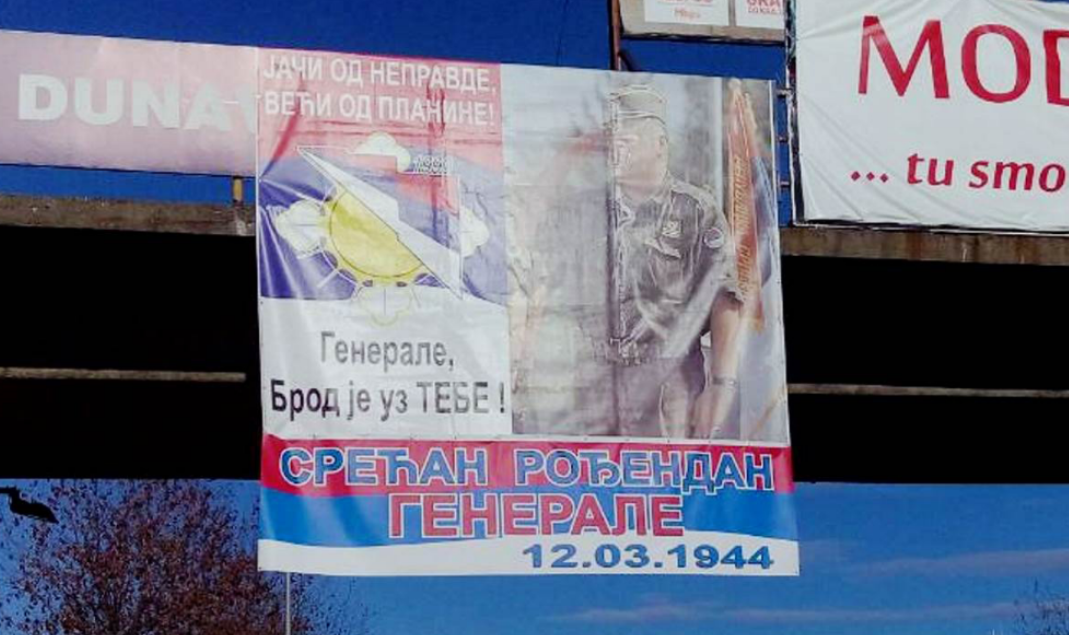 DUNAV
ЈАЧИ ОД НЕПРАВДЕ,
ВЕЋИ ОД ПЛАНИНЕ!
Генерале,
Брод је уз ТЕБЕ !
СРЕЋАН РОЂЕНДАН
ГЕНЕРАЛЕ
12.03.1944
MOD
... tu smo